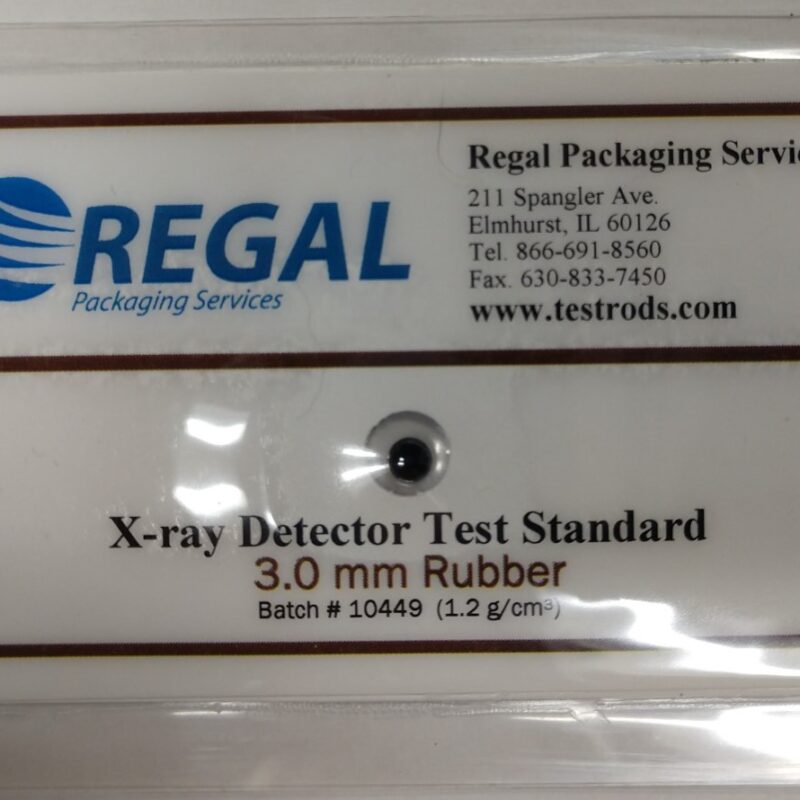 REGAL
Packaging Services
Regal Packaging
211 Spangler Ave.
Elmhurst, IL 60126
Tel. 866-691-8560
Fax. 630-833-7450
www.testrods.com
X-ray Detector Test Standard
3.0 mm Rubber
Batch # 10449 (1.2 g/cm³)